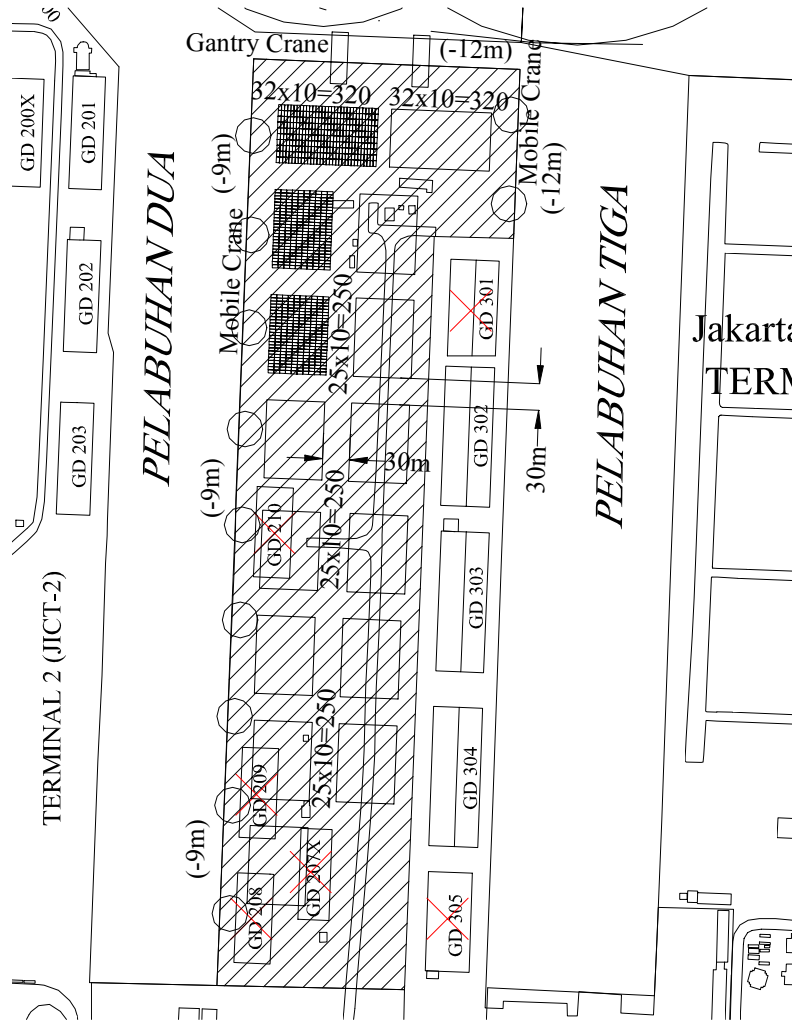 00
Gantry Crane
(-12m)
Mobile Crane
32x10=320
32x10=320
GD 200X
GD 201
(-9m)
(-12m)
PELABUHAN DUA
PELABUHAN TIGA
GD 202
Mobile Crane
25x10=250
GD 301
Jakarta
TERM
GD 203
GD 302
30m
30m
(-9m)
25x10=250
GD 210
GD 303
TERMINAL 2 (JICT-2)
25x10=250
GD 209
GD 304
(-9m)
GD 207X
GD 208
GD 305